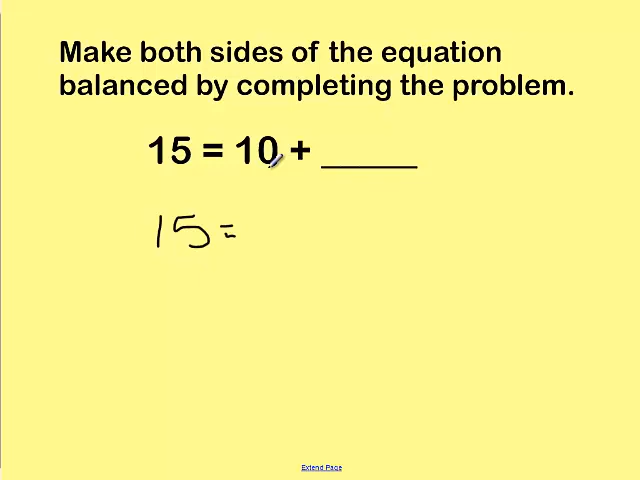 Make both sides of the equation
balanced by completing the problem.
15 = 10 + _____
15 =
Extend Page